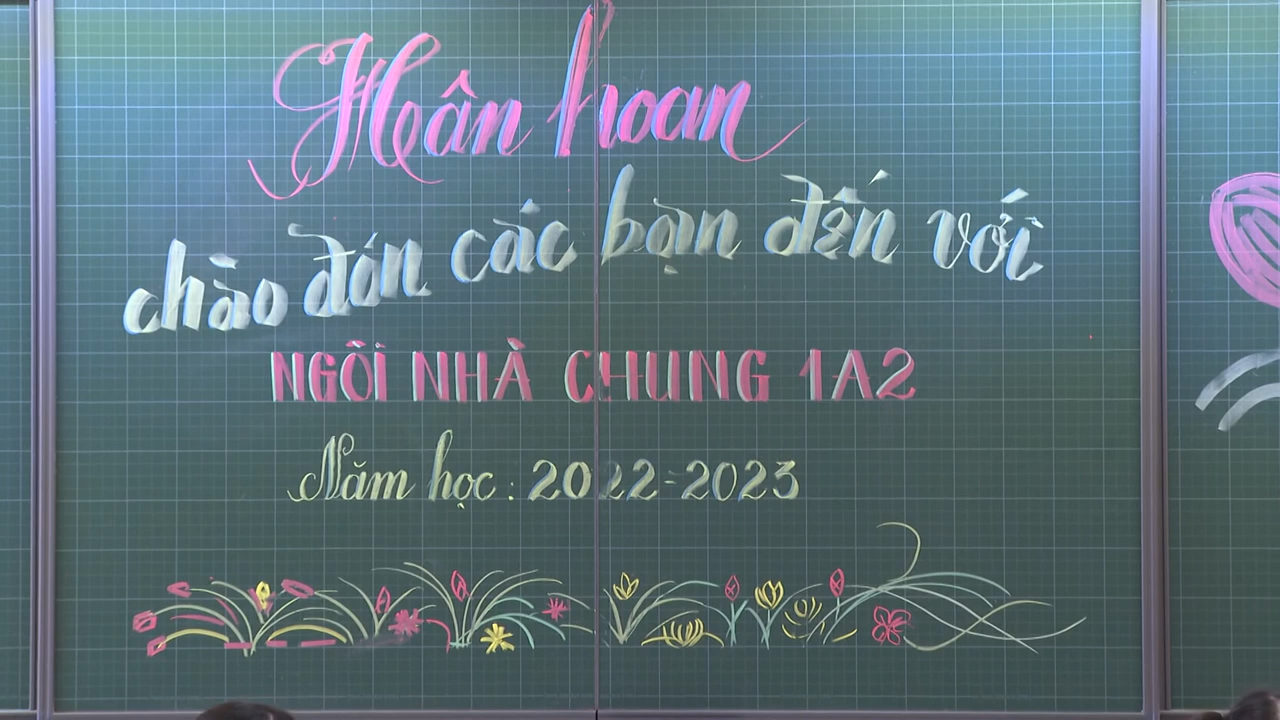 Hân hoan
chào đón các bạn đến với
NGÔI NHÀ CHUNG 1A2
Năm học: 2022-2023